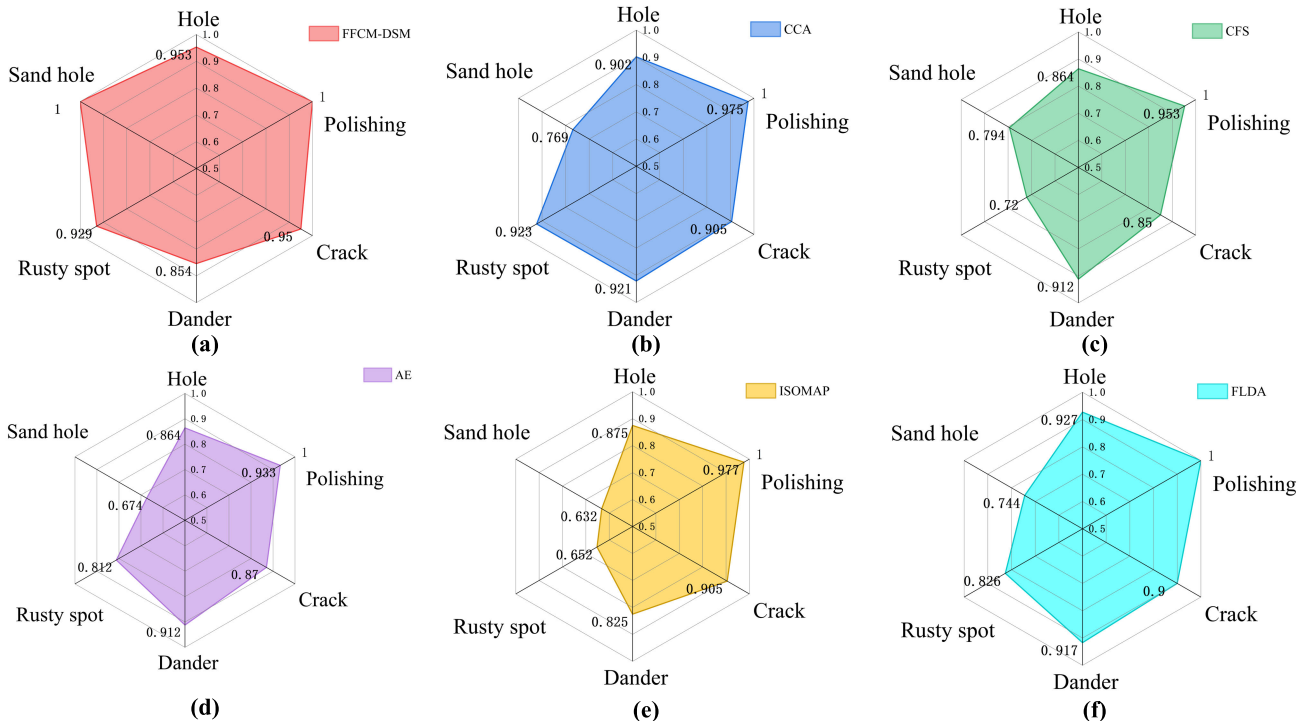 Hole
FFCM-DSM
1.0
0.953
0.9
0.8
0.7
0.6
0.5
Sand hole
1
1
Polishing
0.929
0.95
Rusty spot
0.854
Crack
Dander
(a)
Hole
CCA
1.0
0.902
0.9
0.8
0.7
0.6
0.5
Sand hole
0.769
1
0.975
Polishing
0.923
0.905
Rusty spot
0.921
Crack
Dander
(b)
Hole
CFS
1.0
0.9
0.864
0.8
0.7
0.6
0.5
Sand hole
0.794
1
0.953
Polishing
0.72
0.85
Rusty spot
0.912
Crack
Dander
(c)
Hole
AE
1.0
0.9
0.864
0.8
0.7
0.6
0.5
Sand hole
0.674
1
0.933
Polishing
0.812
0.87
Rusty spot
0.912
Crack
Dander
(d)
Hole
ISOMAP
1.0
0.9
0.875
0.8
0.7
0.6
0.5
Sand hole
0.632
1
0.977
Polishing
0.652
0.905
Rusty spot
0.825
Crack
Dander
(e)
Hole
FLDA
1.0
0.927
0.9
0.8
0.7
0.6
0.5
Sand hole
0.744
1
Polishing
0.826
0.9
Rusty spot
0.917
Crack
Dander
(f)